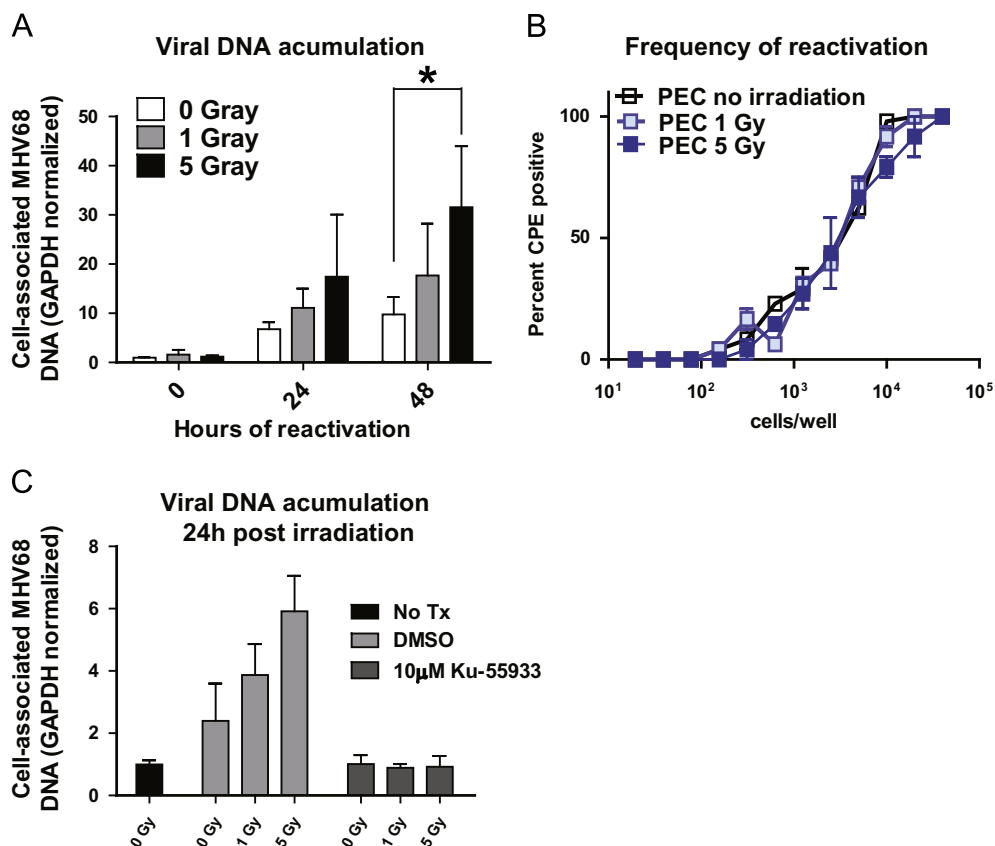 A
Viral DNA acumulation
*
0 Gray
1 Gray
5 Gray
Cell-associated MHV68
DNA (GAPDH normalized)
50
40
30
20
10
0
0
24
48
Hours of reactivation
B
Frequency of reactivation
PEC no irradiation
PEC 1 Gy
PEC 5 Gy
Percent CPE positive
100
50
0
10¹
10²
10³
10⁴
10⁵
cells/well
C
Viral DNA acumulation
24h post irradiation
No Tx
DMSO
10µM Ku-55933
Cell-associated MHV68
DNA (GAPDH normalized)
8
6
4
2
0
0 Gy
0 Gy
1 Gy
5 Gy
0 Gy
1 Gy
5 Gy